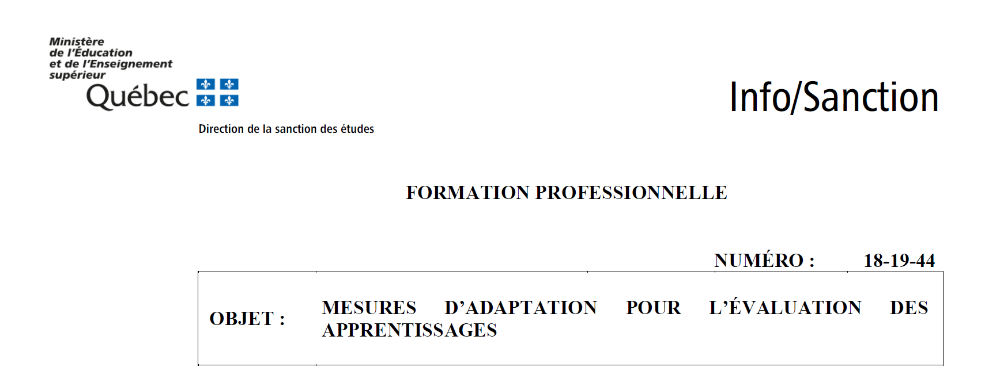 Ministère
de l'Éducation
et de l'Enseignement
supérieur
Québec
Info/Sanction
Direction de la sanction des études
FORMATION PROFESSIONNELLE
NUMÉRO : 18-19-44
OBJET :
MESURES D'ADAPTATION POUR L'ÉVALUATION DES
APPRENTISSAGES